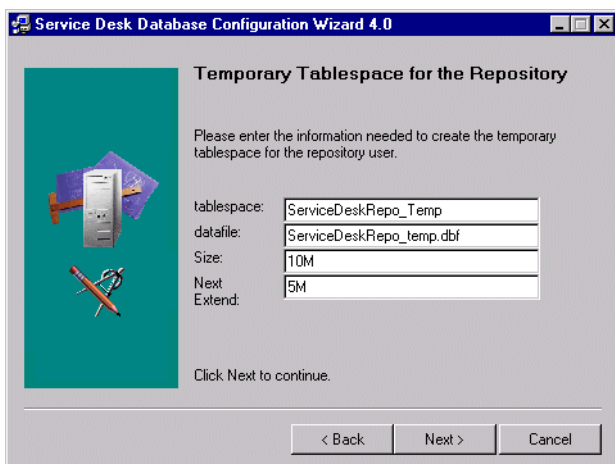 Service Desk Database Configuration Wizard 4.0
Temporary Tablespace for the Repository
Please enter the information needed to create the temporary
tablespace for the repository user.
tablespace: ServiceDeskRepo_Temp
datafile: ServiceDeskRepo_temp.dbf
Size: 10M
Next
Extend: 5M
Click Next to continue.
< Back Next > Cancel